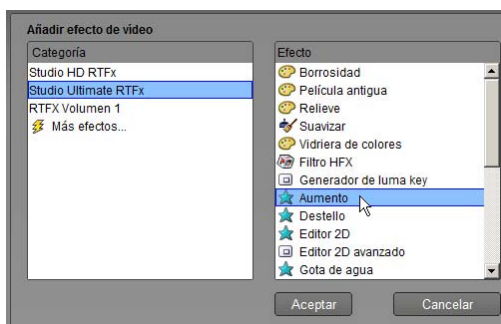 Añadir efecto de vídeo
Categoría
Studio HD RTFx
Studio Ultimate RTFx
RTFX Volumen 1
Más efectos...
Efecto
Borrosidad
Película antigua
Relieve
Suavizar
Vidriera de colores
Filtro HFX
Generador de luma key
Aumento
Destello
Editor 2D
Editor 2D avanzado
Gota de agua
Aceptar
Cancelar